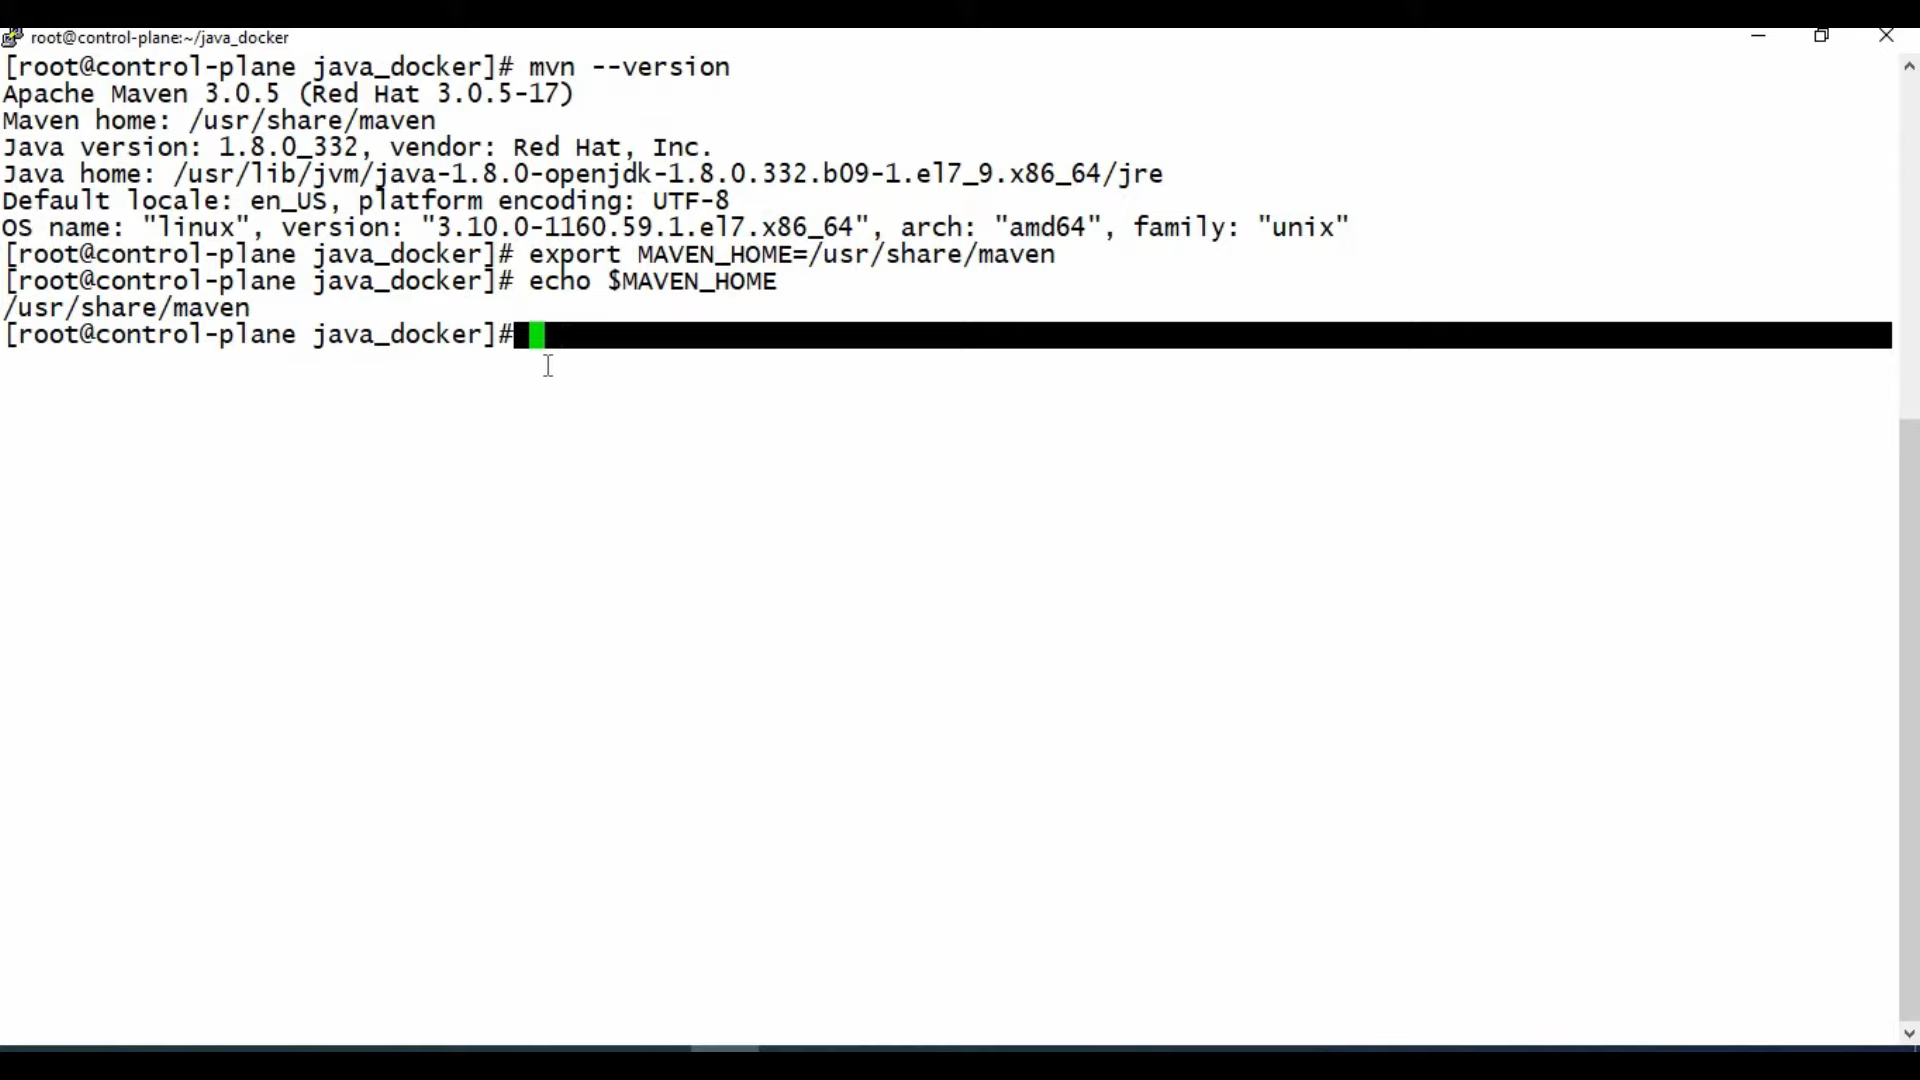 root@control-plane:~/java_docker
[root@control-plane java_docker]# mvn --version
Apache Maven 3.0.5 (Red Hat 3.0.5-17)
Maven home: /usr/share/maven
Java version: 1.8.0_332, vendor: Red Hat, Inc.
Java home: /usr/lib/jvm/java-1.8.0-openjdk-1.8.0.332.b09-1.el7_9.x86_64/jre
Default locale: en_US, platform encoding: UTF-8
OS name: "linux", version: "3.10.0-1160.59.1.el7.x86_64", arch: "amd64", family: "unix"
[root@control-plane java_docker]# export MAVEN_HOME=/usr/share/maven
[root@control-plane java_docker]# echo $MAVEN_HOME
/usr/share/maven
[root@control-plane java_docker]#